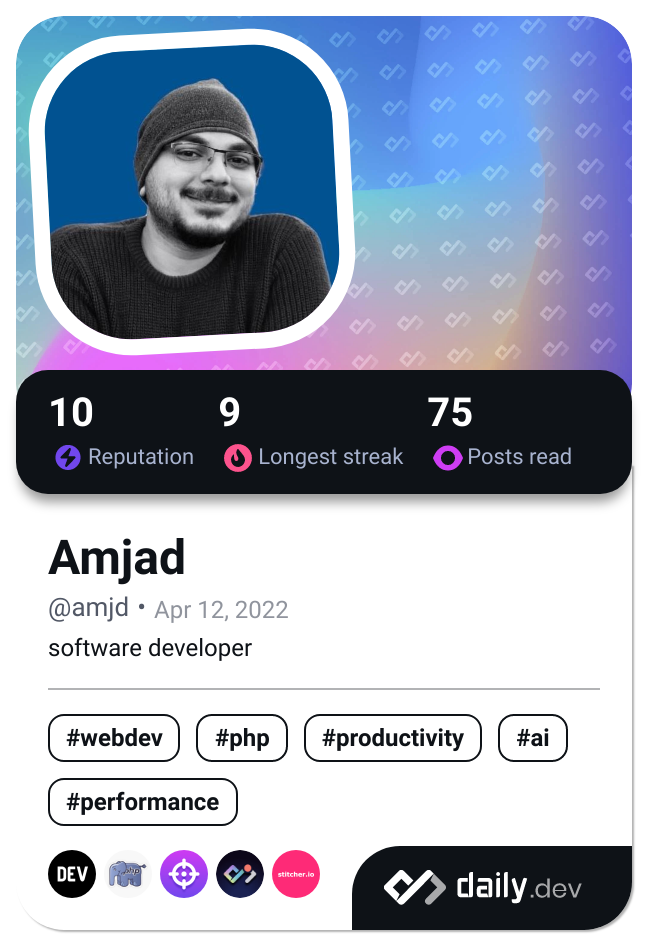 10 9 75
Reputation Longest streak Posts read
Amjad
@amjd • Apr 12, 2022
software developer
#webdev #php #productivity #ai
#performance
DEV php stitcher.io
daily.dev